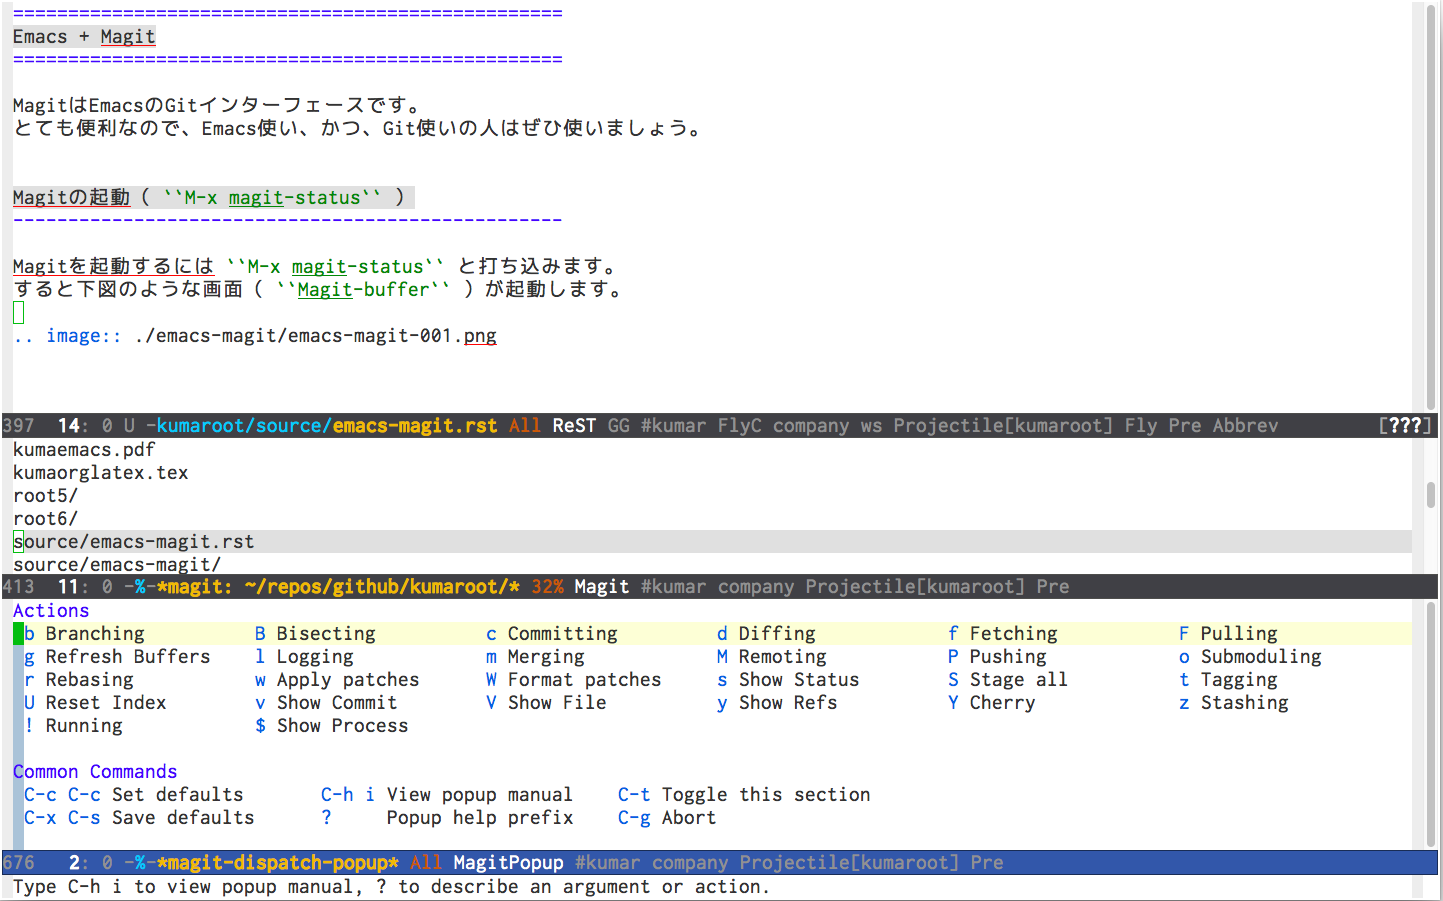 ==================================================
Emacs + Magit
==================================================
MagitはEmacsのGitインターフェースです。
とても便利なので、Emacs使い、かつ、Git使いの人はぜひ使いましょう。
Magitの起動 ( ``M-x magit-status`` )
--------------------------------------------------
Magitを起動するには ``M-x magit-status`` と打ち込みます。
すると下図のような画面 ( ``Magit-buffer`` ) が起動します。
.. image:: ./emacs-magit/emacs-magit-001.png
397 14: 0 U -kumaroot/source/emacs-magit.rst All ReST GG #kumar FlyC company ws Projectile[kumaroot] Fly Pre Abbrev [???]
kumaemacs.pdf
kumaorglatex.tex
root5/
root6/
source/emacs-magit.rst
source/emacs-magit/
413 11: 0 -%-*magit: ~/repos/github/kumaroot/* 32% Magit #kumar company Projectile[kumaroot] Pre
Actions
b Branching B Bisecting c Committing d Diffing f Fetching F Pulling
g Refresh Buffers l Logging m Merging M Remoting P Pushing o Submoduling
r Rebasing w Apply patches W Format patches s Show Status S Stage all t Tagging
U Reset Index v Show Commit V Show File y Show Refs Y Cherry z Stashing
! Running $ Show Process
Common Commands
C-c C-c Set defaults C-h i View popup manual C-t Toggle this section
C-x C-s Save defaults ? Popup help prefix C-g Abort
676 2: 0 -%-*magit-dispatch-popup* All MagitPopup #kumar company Projectile[kumaroot] Pre
Type C-h i to view popup manual, ? to describe an argument or action.